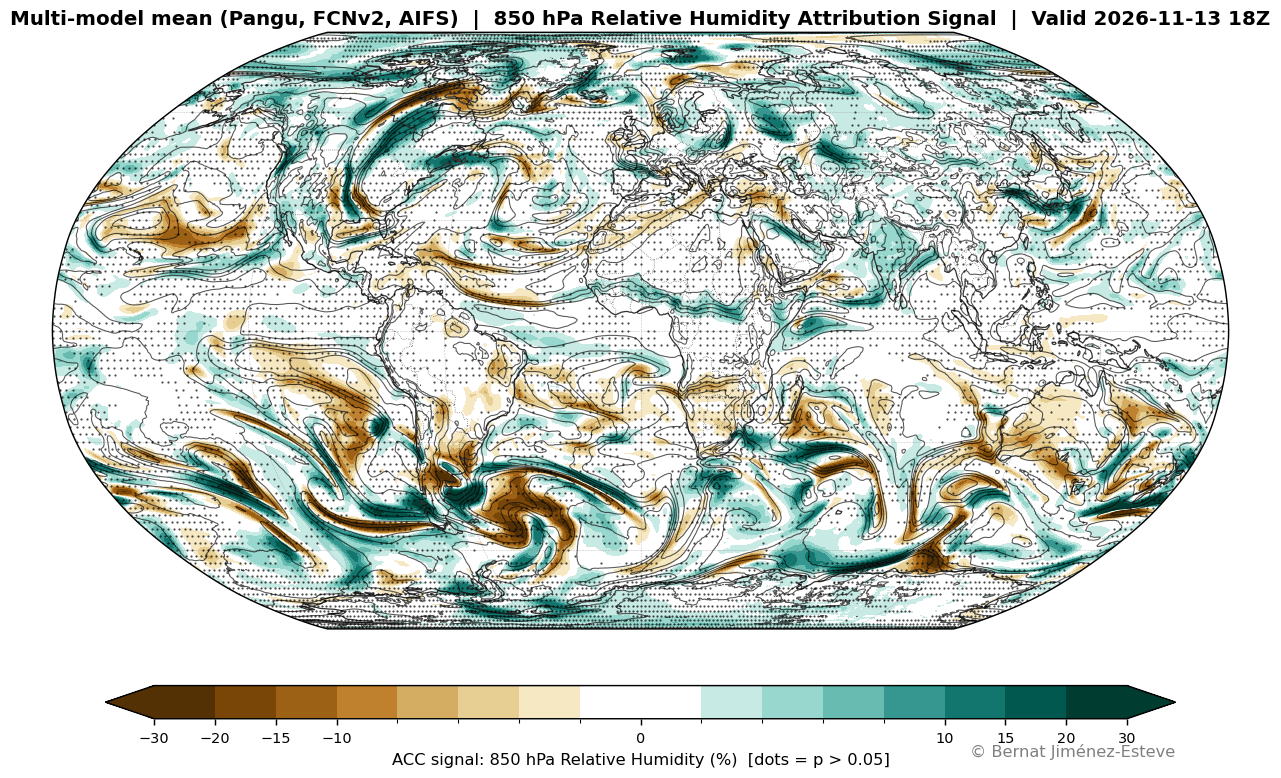 Multi-model mean (Pangu, FCNv2, AIFS)  |  850 hPa Relative Humidity Attribution Signal  |  Valid 2026-11-13 18Z
−30 −20 −15 −10 0 10 15 20 30
ACC signal: 850 hPa Relative Humidity (%)  [dots = p > 0.05]
© Bernat Jiménez-Esteve